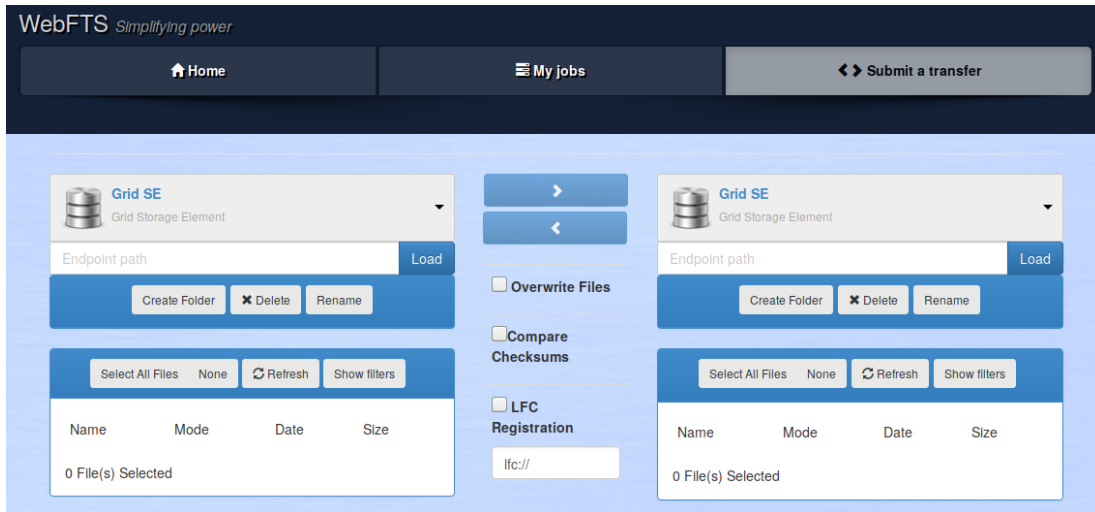 WebFTS Simplifying power
Home
My jobs
Submit a transfer
Grid SE
Grid Storage Element
Endpoint path
Load
Create Folder
Delete
Rename
Select All Files
None
Refresh
Show filters
Name Mode Date Size
0 File(s) Selected
Overwrite Files
Compare
Checksums
LFC
Registration
lfc://
Grid SE
Grid Storage Element
Endpoint path
Load
Create Folder
Delete
Rename
Select All Files
None
Refresh
Show filters
Name Mode Date Size
0 File(s) Selected